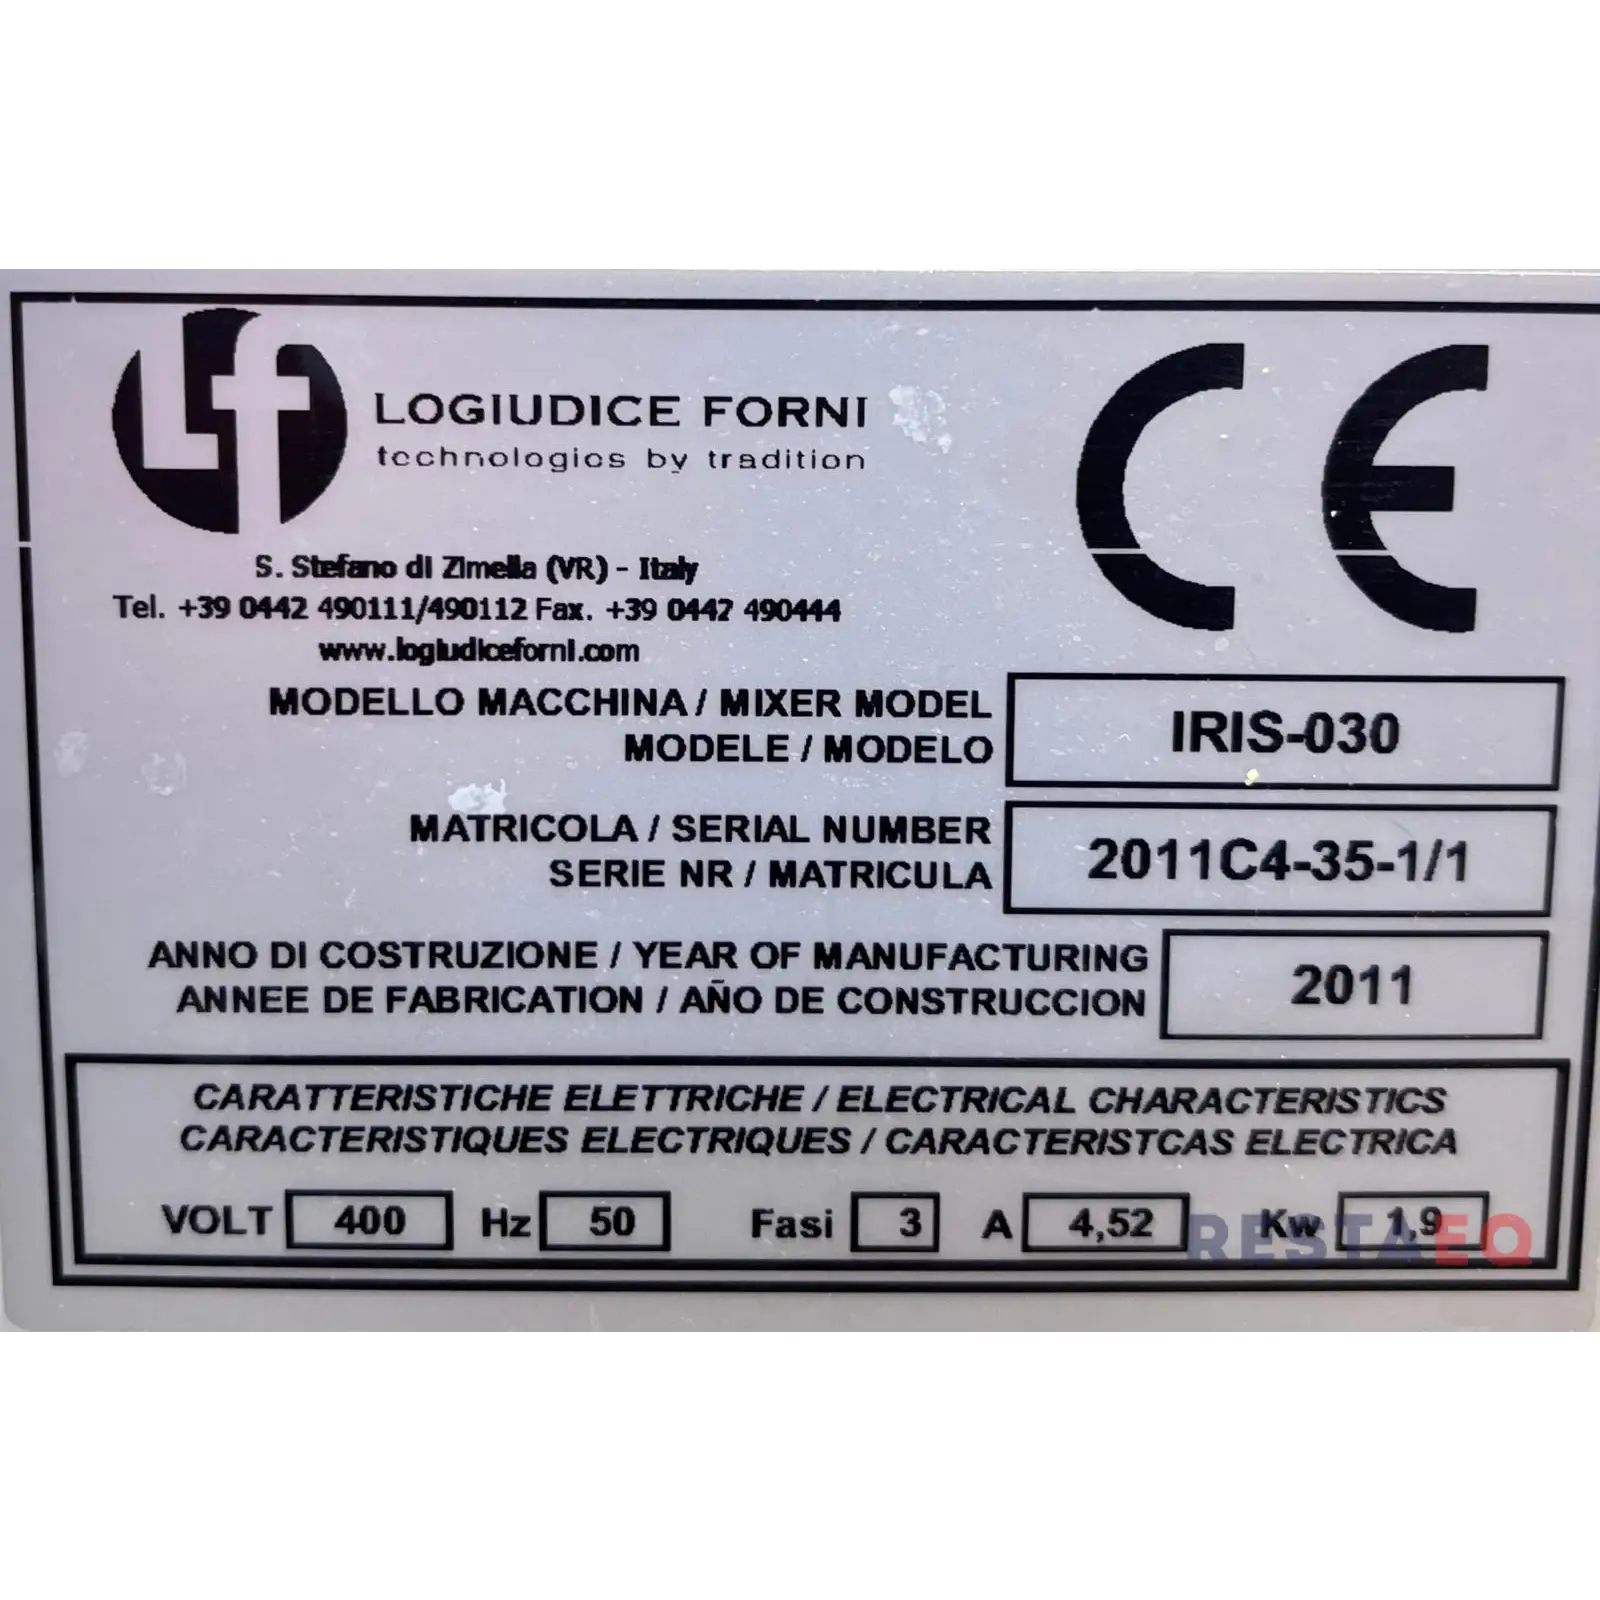 Lf
LOGIUDICE FORNI
technologies by tradition
CE
S. Stefano di Zimella (VR) - Italy
Tel. +39 0442 490111/490112 Fax. +39 0442 490444
www.logiudiceforni.com
MODELLO MACCHINA / MIXER MODEL
MODELE / MODELO
IRIS-030
MATRICOLA / SERIAL NUMBER
SERIE NR / MATRICULA
2011C4-35-1/1
ANNO DI COSTRUZIONE / YEAR OF MANUFACTURING
ANNEE DE FABRICATION / AÑO DE CONSTRUCCION
2011
CARATTERISTICHE ELETTRICHE / ELECTRICAL CHARACTERISTICS
CARACTERISTIQUES ELECTRIQUES / CARACTERISTCAS ELECTRICA
VOLT 400 Hz 50 Fasi 3 A 4,52 Kw 1,9
RESTAEQ